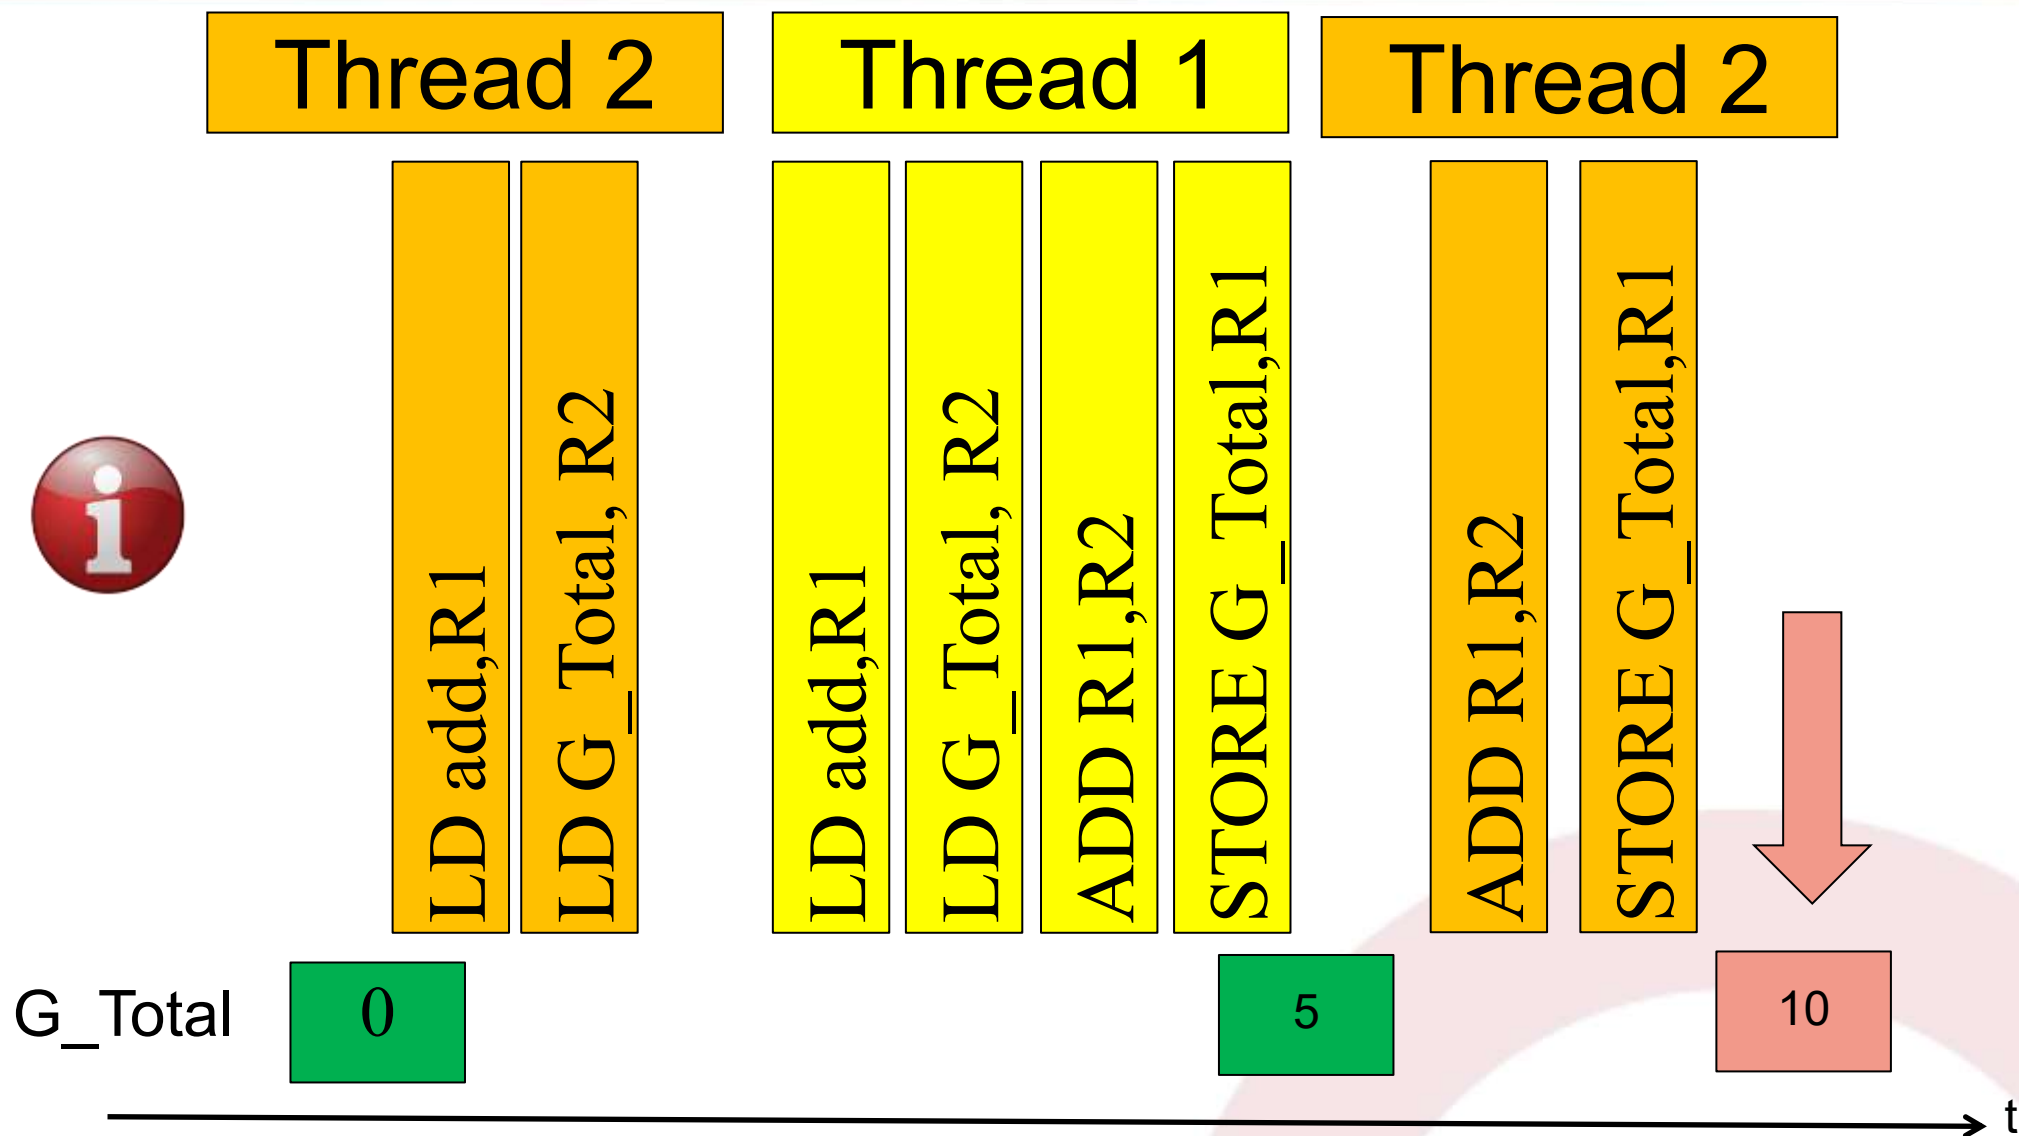 Thread 2
Thread 1
Thread 2
LD add,R1
LD G_Total, R2
LD add,R1
LD G_Total, R2
ADD R1,R2
STORE G_Total,R1
ADD R1,R2
STORE G_Total,R1
G_Total
0
5
10
t